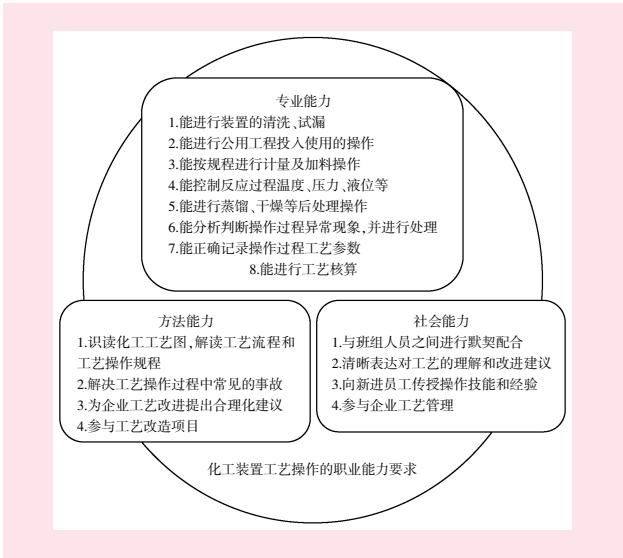 专业能力
1.能进行装置的清洗、试漏
2.能进行公用工程投入使用的操作
3.能按规程进行计量及加料操作
4.能控制反应过程温度、压力、液位等
5.能进行蒸馏、干燥等后处理操作
6.能分析判断操作过程异常现象,并进行处理
7.能正确记录操作过程工艺参数
8.能进行工艺核算
方法能力
1.识读化工工艺图,解读工艺流程和
工艺操作规程
2.解决工艺操作过程中常见的事故
3.为企业工艺改进提出合理化建议
4.参与工艺改造项目
社会能力
1.与班组人员之间进行默契配合
2.清晰表达对工艺的理解和改进建议
3.向新进员工传授操作技能和经验
4.参与企业工艺管理
化工装置工艺操作的职业能力要求